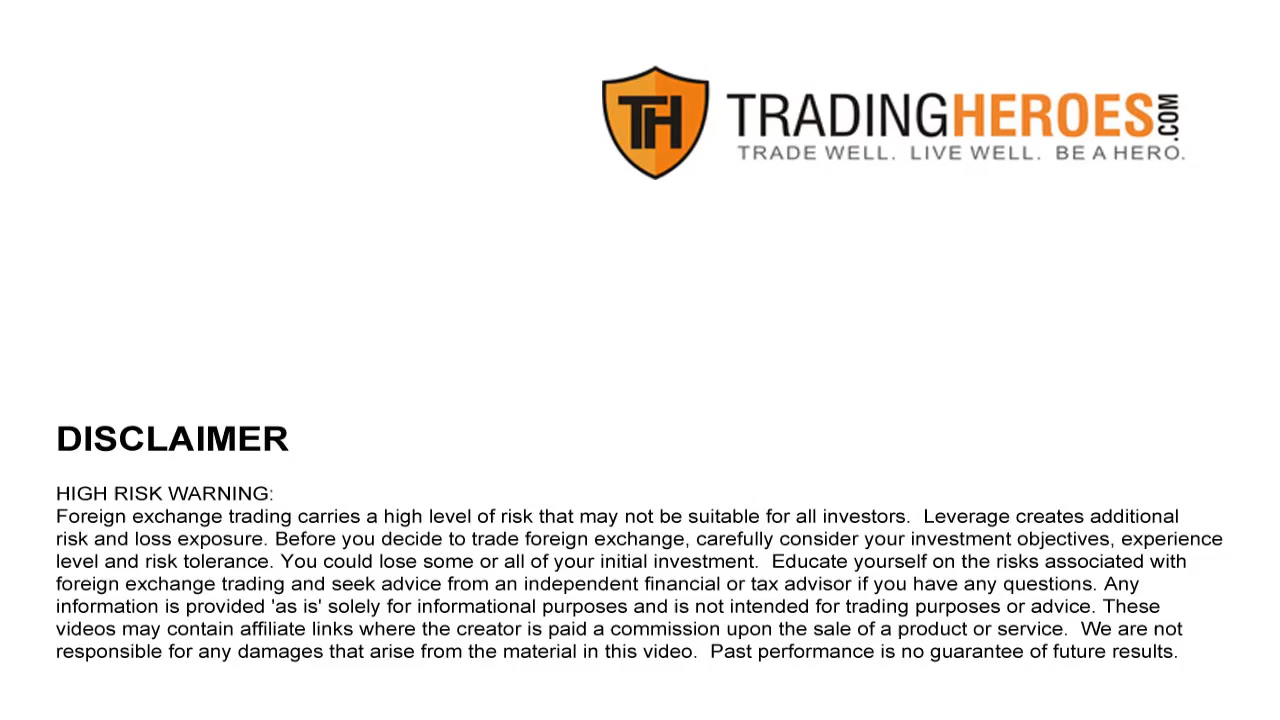 TH
TRADINGHEROES.COM
TRADE WELL. LIVE WELL. BE A HERO.
DISCLAIMER
HIGH RISK WARNING:
Foreign exchange trading carries a high level of risk that may not be suitable for all investors.  Leverage creates additional
risk and loss exposure. Before you decide to trade foreign exchange, carefully consider your investment objectives, experience
level and risk tolerance. You could lose some or all of your initial investment.  Educate yourself on the risks associated with
foreign exchange trading and seek advice from an independent financial or tax advisor if you have any questions. Any
information is provided 'as is' solely for informational purposes and is not intended for trading purposes or advice. These
videos may contain affiliate links where the creator is paid a commission upon the sale of a product or service.  We are not
responsible for any damages that arise from the material in this video.  Past performance is no guarantee of future results.